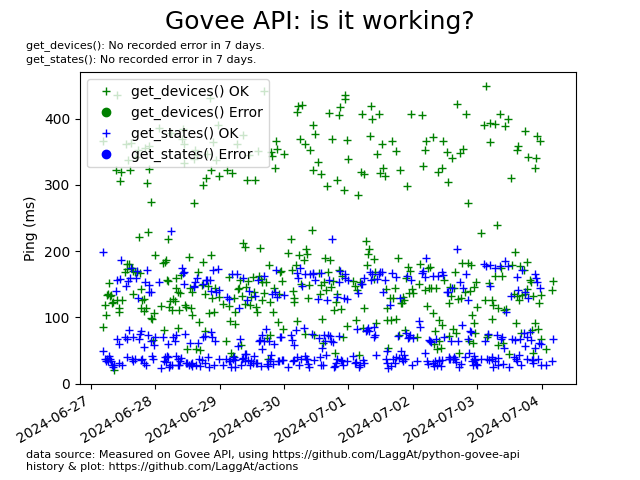 Govee API: is it working?
get_devices(): No recorded error in 7 days.
get_states(): No recorded error in 7 days.
get_devices() OK
get_devices() Error
get_states() OK
get_states() Error
Ping (ms)
400
300
200
100
0
2024-06-27
2024-06-28
2024-06-29
2024-06-30
2024-07-01
2024-07-02
2024-07-03
2024-07-04
data source: Measured on Govee API, using https://github.com/LaggAt/python-govee-api
history & plot: https://github.com/LaggAt/actions